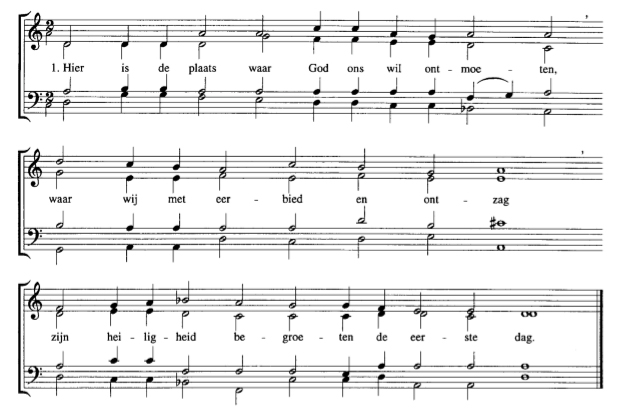 1. Hier is de plaats waar God ons wil ont - moe - ten,
waar wij met eer - bied en ont - zag
zijn hei - lig - heid be - groe - ten de eer - ste dag.